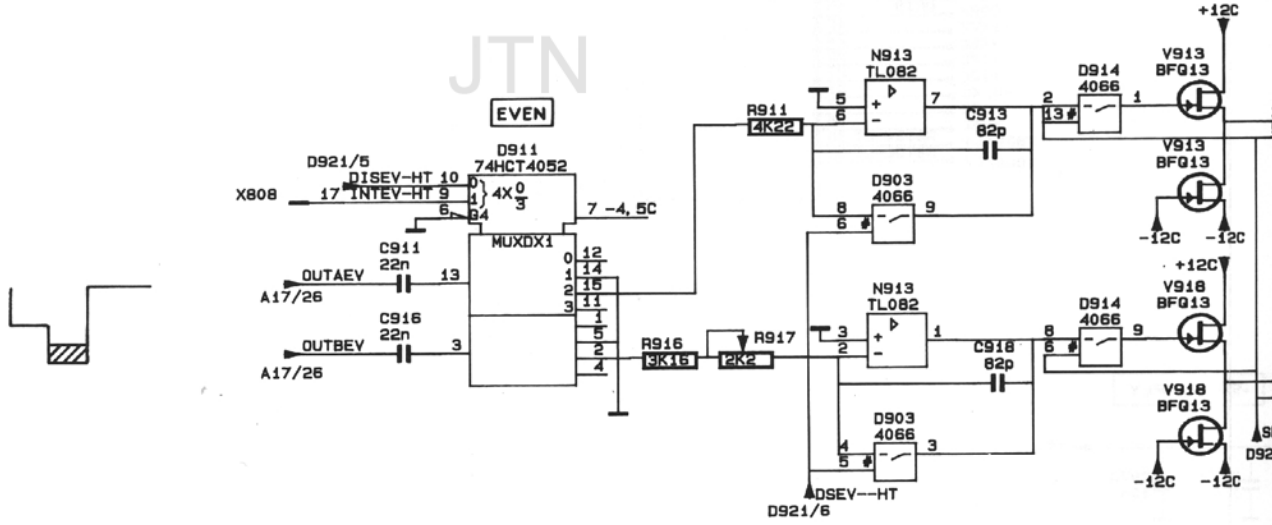 JTN
EVEN
D921/5
D911
74HCT4052
DISEV-HT 10
X808
17 INTEV-HT 9
0
1
4X 0/3
6 G4
7 -4,5C
MUXDX1
C911
22n
OUTAEV
A17/26
13
0 12
1 14
2 15
3 11
C916
22n
OUTBEV
A17/26
3
1
5
2
4
R911
4K22
N913
TL082
5 +
6 -
7
C913
82p
D903
4066
8
6 #
9
D914
4066
2
13 #
1
+12C
V913
BFQ13
V913
BFQ13
-12C
-12C
R916
3K16
R917
2K2
N913
TL082
3 +
2 -
1
C918
82p
D903
4066
4
5 #
3
DSEV--HT
D921/6
D914
4066
8
6 #
9
+12C
V918
BFQ13
V918
BFQ13
-12C
-12C